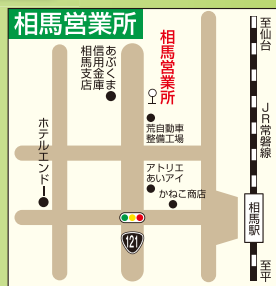 相馬営業所
至仙台
JR常磐線
相馬営業所
あぶくま
信用金庫
相馬支店
荒自動車
整備工場
ホテルエンドー
アトリエ
あいアイ
かねこ商店
相馬駅
121
至平